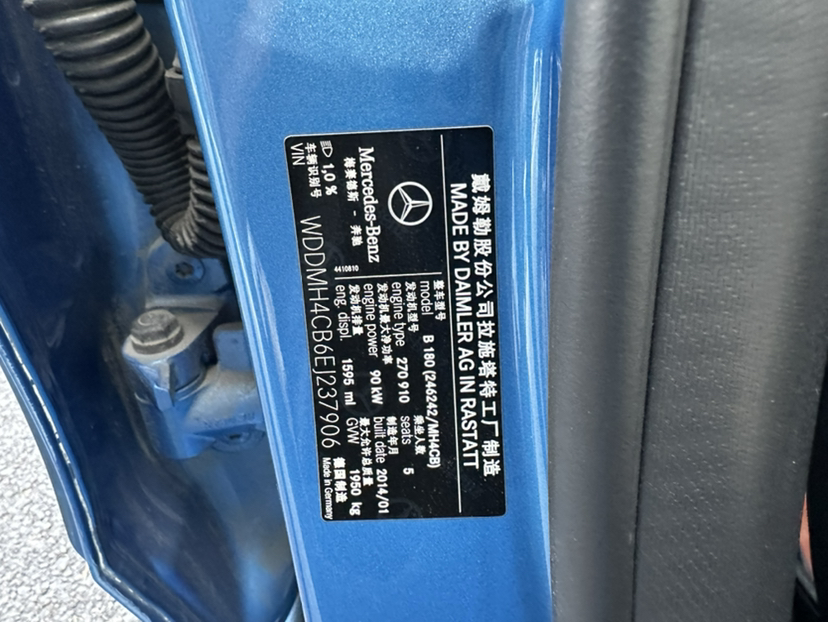 戴姆勒股份公司拉施塔特工厂制造
MADE BY DAIMLER AG IN RASTATT
Mercedes-Benz
梅赛德斯 - 奔驰
4410810
整车型号
model B 180 (246242/MH4CB)
发动机型号 乘坐人数
engine type 270 910 seats 5
发动机最大净功率 制造年月
engine power 90 kW built date 2014/01
发动机排量 最大允许总质量
eng. displ. 1595 ml GVW 1950 kg
1,0 %
车辆识别号
VIN WDDMH4CB6EJ237906
德国制造
Made in Germany